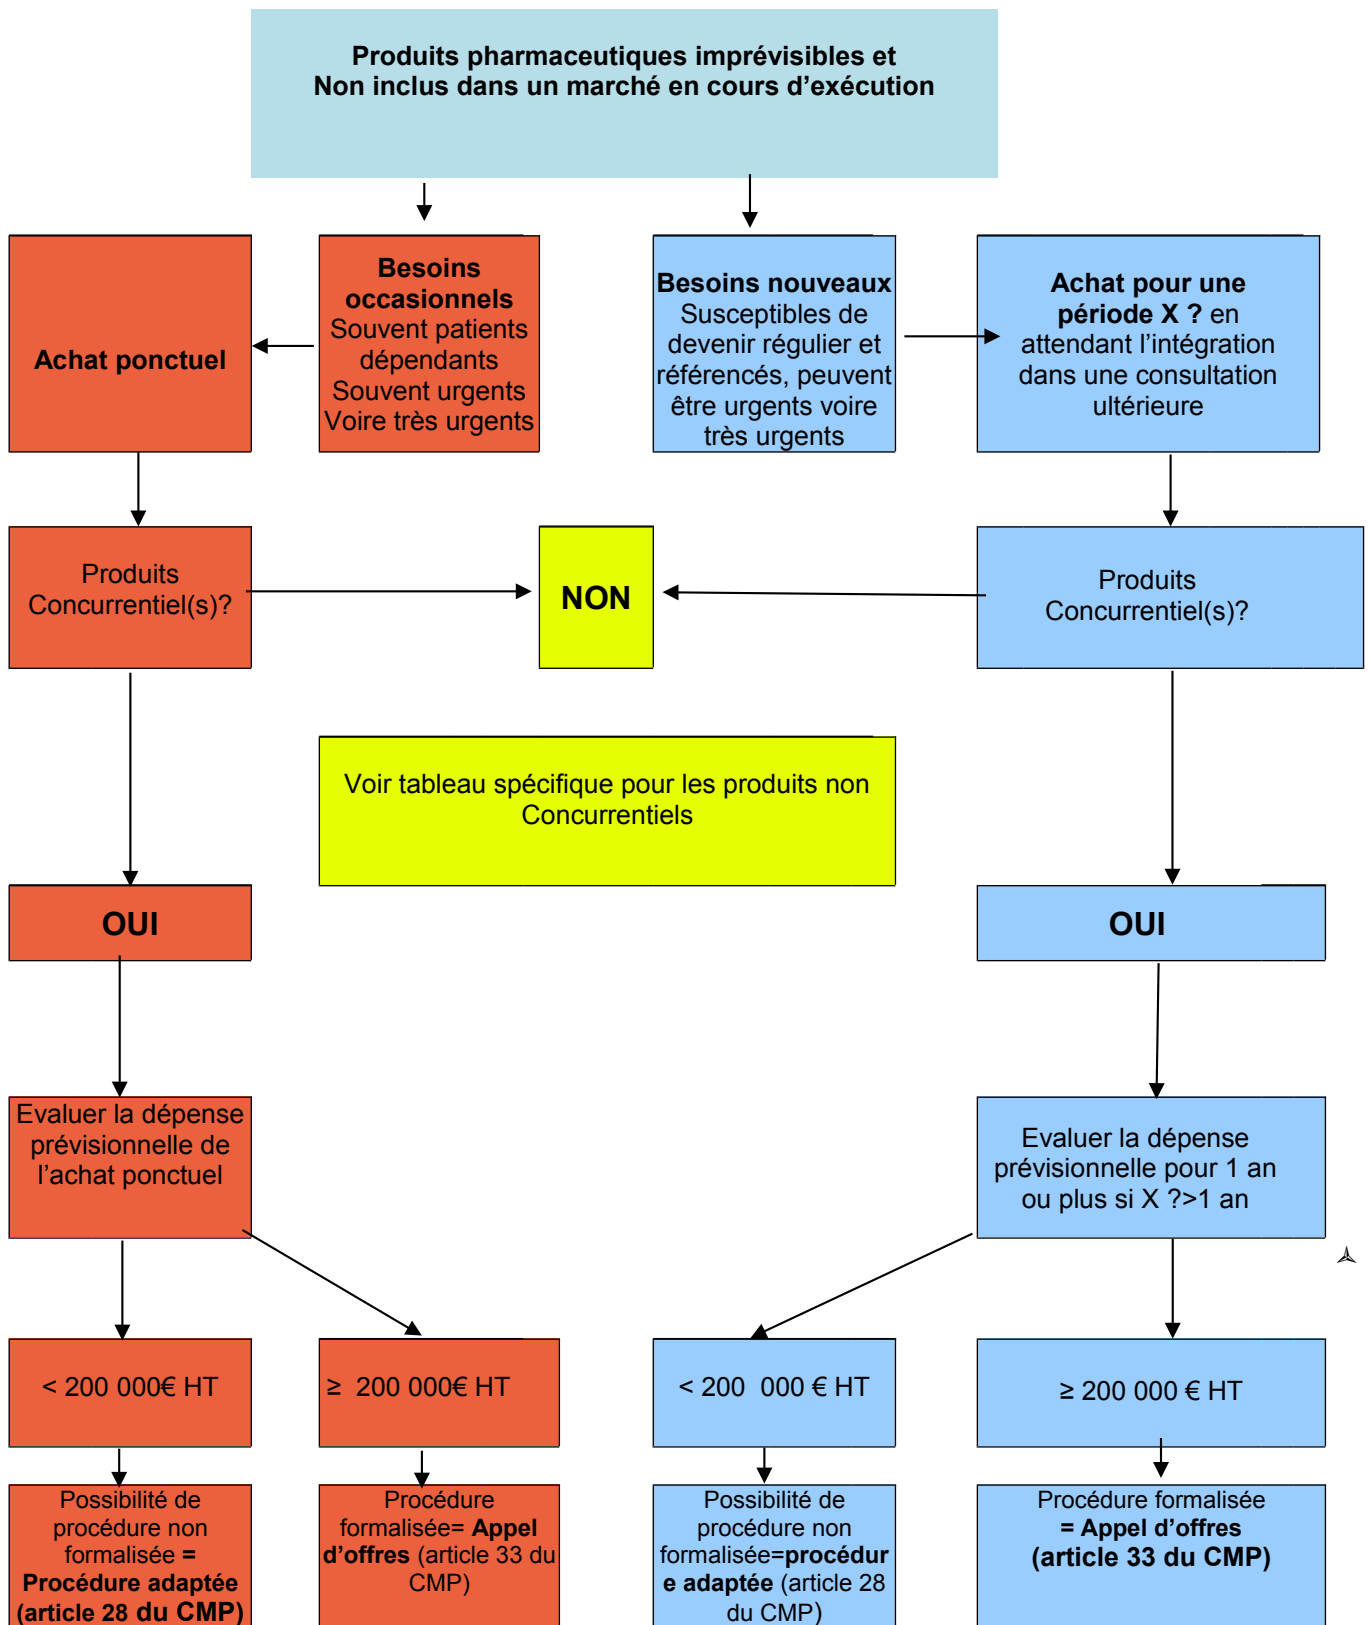 Produits pharmaceutiques imprévisibles et
Non inclus dans un marché en cours d’exécution
Achat ponctuel
Besoins
occasionnels
Souvent patients
dépendants
Souvent urgents
Voire très urgents
Besoins nouveaux
Susceptibles de
devenir régulier et
référencés, peuvent
être urgents voire
très urgents
Achat pour une
période X ? en
attendant l’intégration
dans une consultation
ultérieure
Produits
Concurrentiel(s)?
NON
Produits
Concurrentiel(s)?
Voir tableau spécifique pour les produits non
Concurrentiels
OUI
OUI
Evaluer la dépense
prévisionnelle de
l’achat ponctuel
Evaluer la dépense
prévisionnelle pour 1 an
ou plus si X ?>1 an
< 200 000€ HT
≥ 200 000€ HT
< 200 000 € HT
≥ 200 000 € HT
Possibilité de
procédure non
formalisée =
Procédure adaptée
(article 28 du CMP)
Procédure
formalisée= Appel
d’offres (article 33 du
CMP)
Possibilité de
procédure non
formalisée=procédur
e adaptée (article 28
du CMP)
Procédure formalisée
= Appel d’offres
(article 33 du CMP)